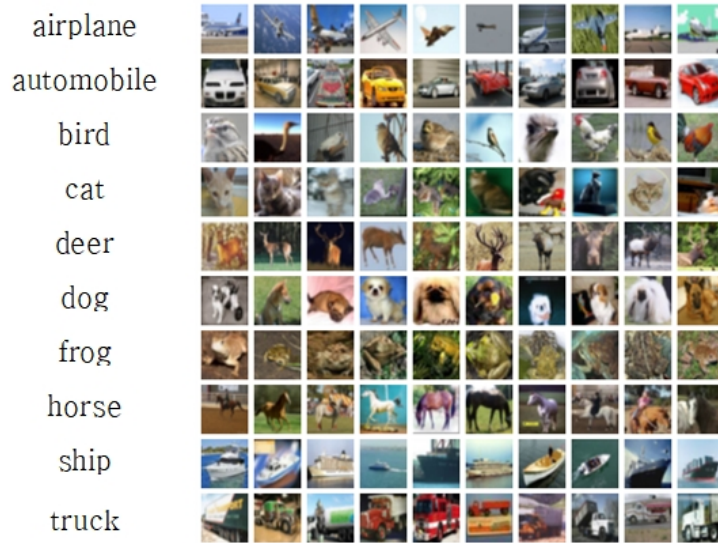 airplane
automobile
bird
cat
deer
dog
frog
horse
ship
truck